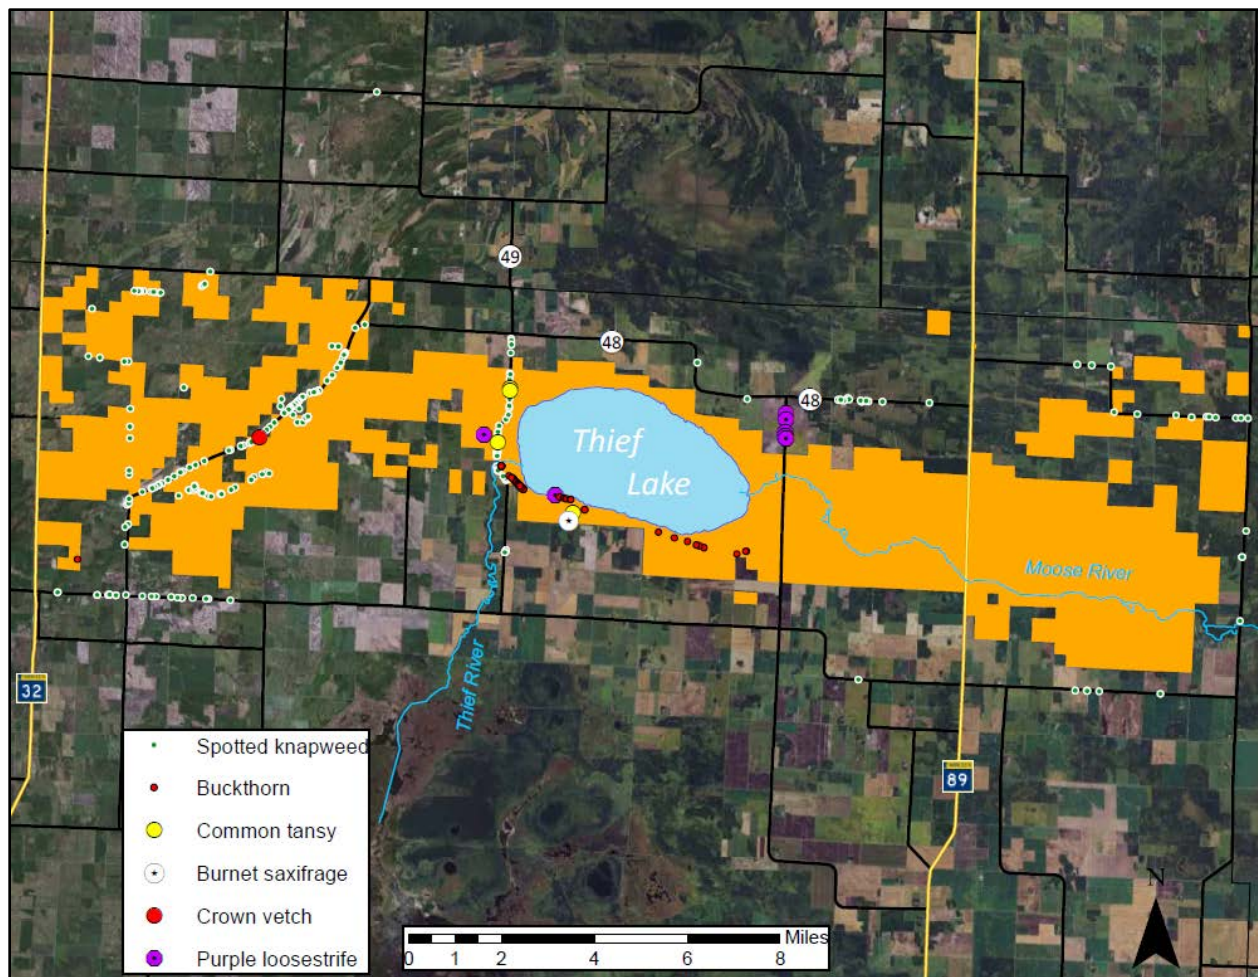 49
48
48
Thief
Lake
Moose River
Thief River
32
89
Spotted knapweed
Buckthorn
Common tansy
Burnet saxifrage
Crown vetch
Purple loosestrife
Miles
0 1 2 4 6 8
N